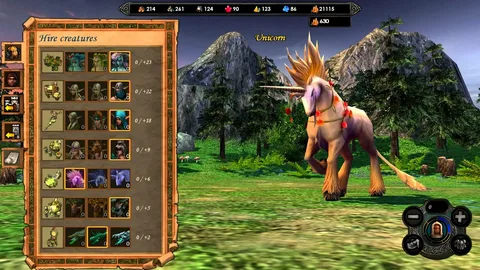 214 261 124 90 123 86 21115
630
Hire creatures
Unicorn
0 / +23
0 / +22
0 / +18
0 / +9
0 / +6
0 / +5
0 / +2